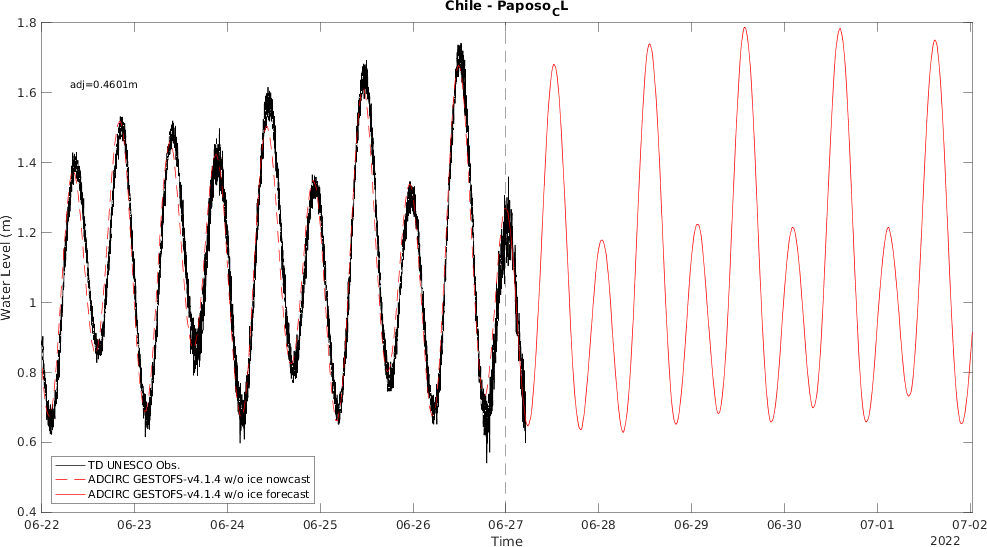 Chile - Paposo_CL
1.8
1.6
1.4
1.2
1
0.8
0.6
0.4
Water Level (m)
adj=0.4601m
TD UNESCO Obs.
ADCIRC GESTOFS-v4.1.4 w/o ice nowcast
ADCIRC GESTOFS-v4.1.4 w/o ice forecast
06-22 06-23 06-24 06-25 06-26 06-27 06-28 06-29 06-30 07-01 07-02
Time
2022